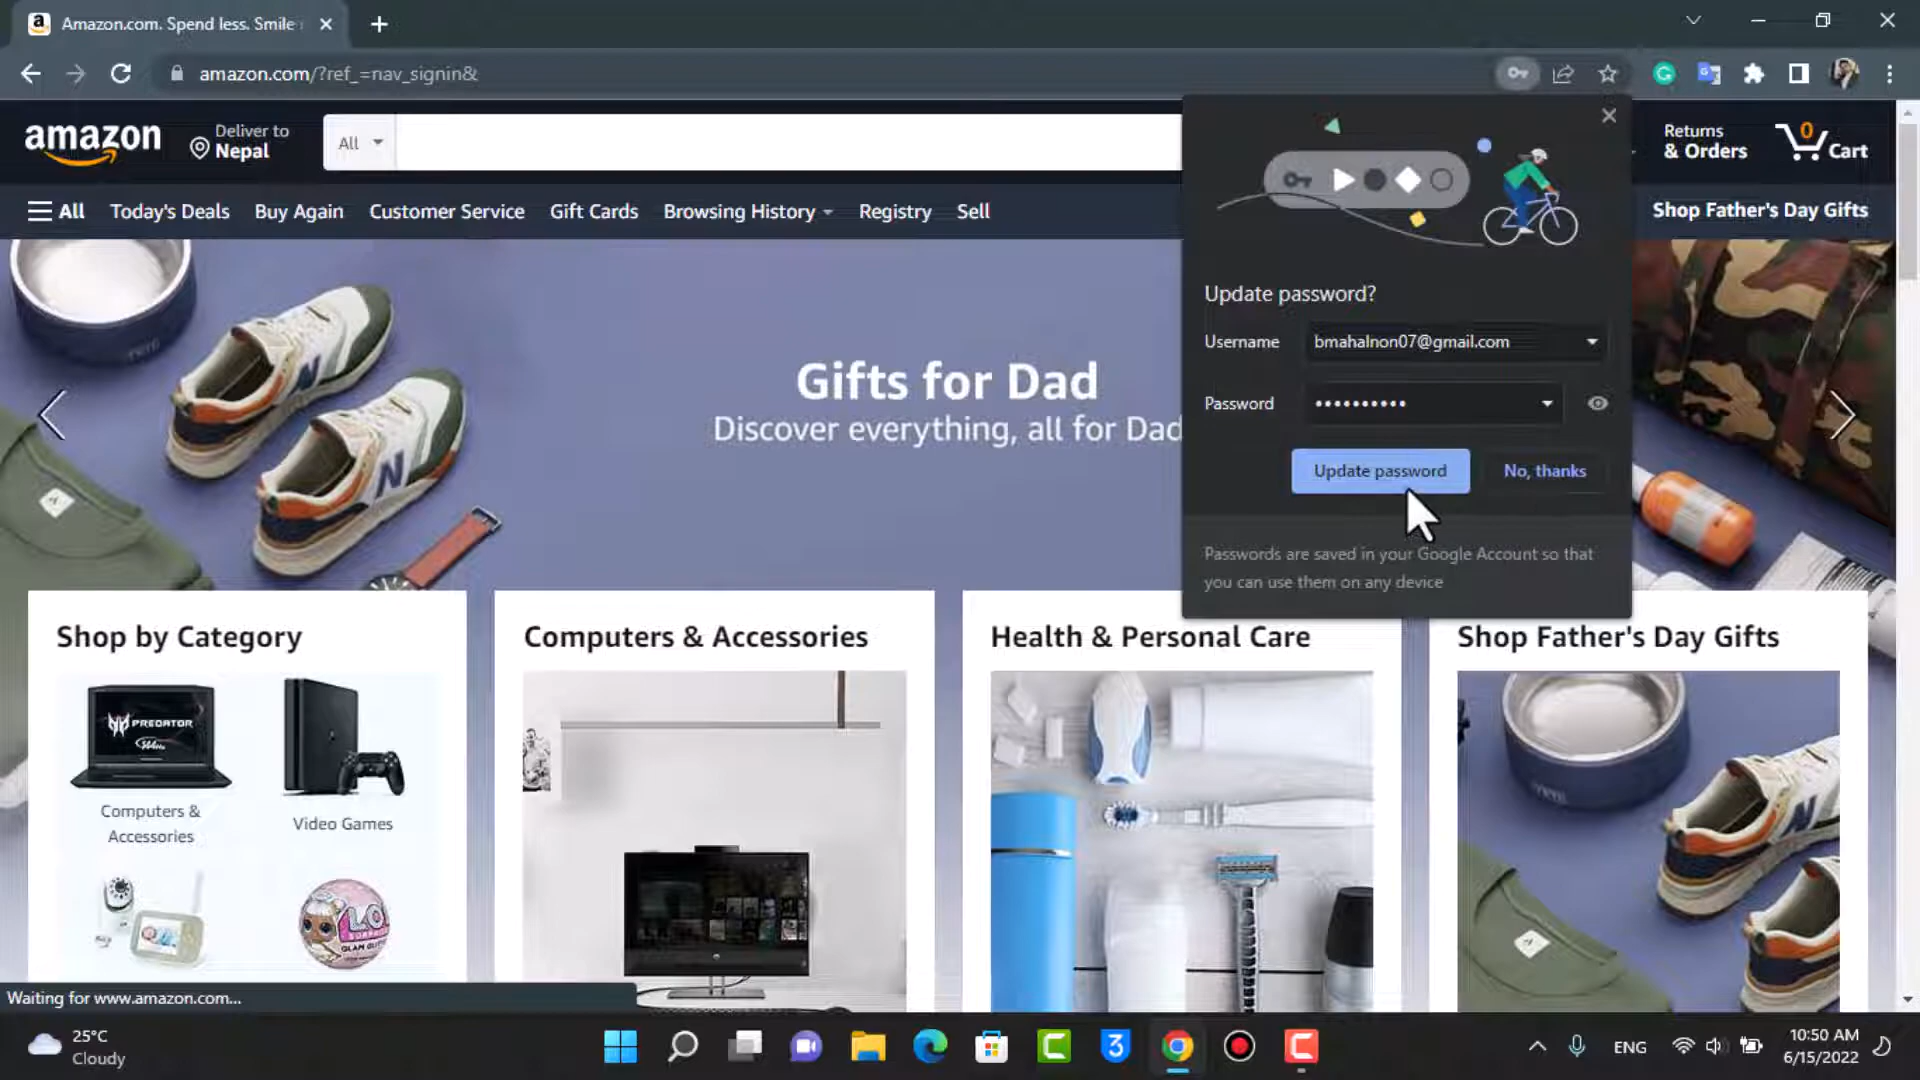 Amazon.com. Spend less. Smile
amazon.com/?ref_=nav_signin&
amazon
Deliver to
Nepal
All
Returns
& Orders
0
Cart
All
Today's Deals
Buy Again
Customer Service
Gift Cards
Browsing History
Registry
Sell
Shop Father's Day Gifts
Gifts for Dad
Discover everything, all for Dad
Update password?
Username
bmahalnon07@gmail.com
Password
••••••••••
Update password
No, thanks
Passwords are saved in your Google Account so that
you can use them on any device
Shop by Category
Computers & Accessories
Health & Personal Care
Shop Father's Day Gifts
PREDATOR
Computers &
Accessories
Video Games
Waiting for www.amazon.com...
25°C
Cloudy
ENG
10:50 AM
6/15/2022